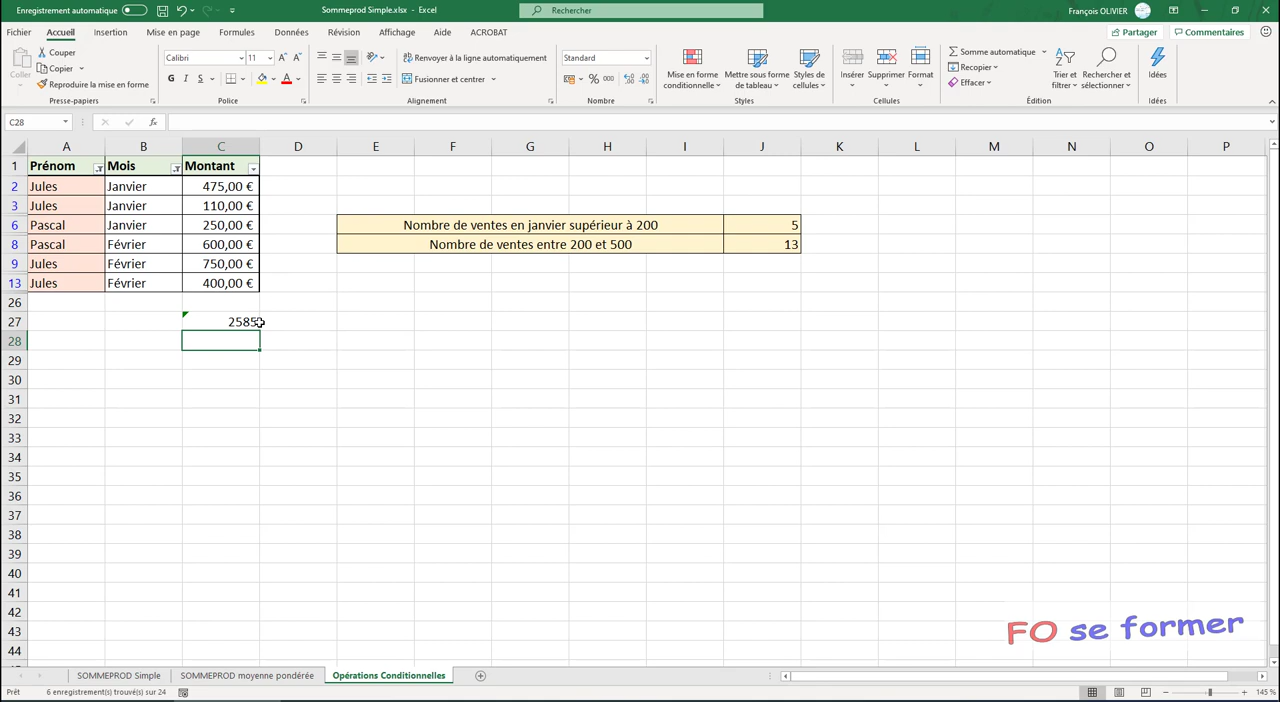 Enregistrement automatique
Sommeprod Simple.xlsx - Excel
Rechercher
François OLIVIER
Fichier Accueil Insertion Mise en page Formules Données Révision Affichage Aide ACROBAT
Partager Commentaires
Coller
Couper
Copier
Reproduire la mise en forme
Presse-papiers
Calibri 11
G I S
Police
Renvoyer à la ligne automatiquement
Fusionner et centrer
Alignement
Standard
% 000
Nombre
Mise en forme conditionnelle
Mettre sous forme de tableau
Styles de cellules
Styles
Insérer Supprimer Format
Cellules
Somme automatique
Recopier
Effacer
Trier et filtrer
Rechercher et sélectionner
Édition
Idées
Idées
C28 fx
A B C D E F G H I J K L M N O P
1 Prénom Mois Montant
2 Jules Janvier 475,00 €
3 Jules Janvier 110,00 €
6 Pascal Janvier 250,00 € Nombre de ventes en janvier supérieur à 200 5
8 Pascal Février 600,00 € Nombre de ventes entre 200 et 500 13
9 Jules Février 750,00 €
13 Jules Février 400,00 €
26
27 2585
28
29
30
31
32
33
34
35
36
37
38
39
40
41
42
43
44
FO se former
SOMMEPROD Simple SOMMEPROD moyenne pondérée Opérations Conditionnelles
Prêt 6 enregistrement(s) trouvé(s) sur 24 145 %